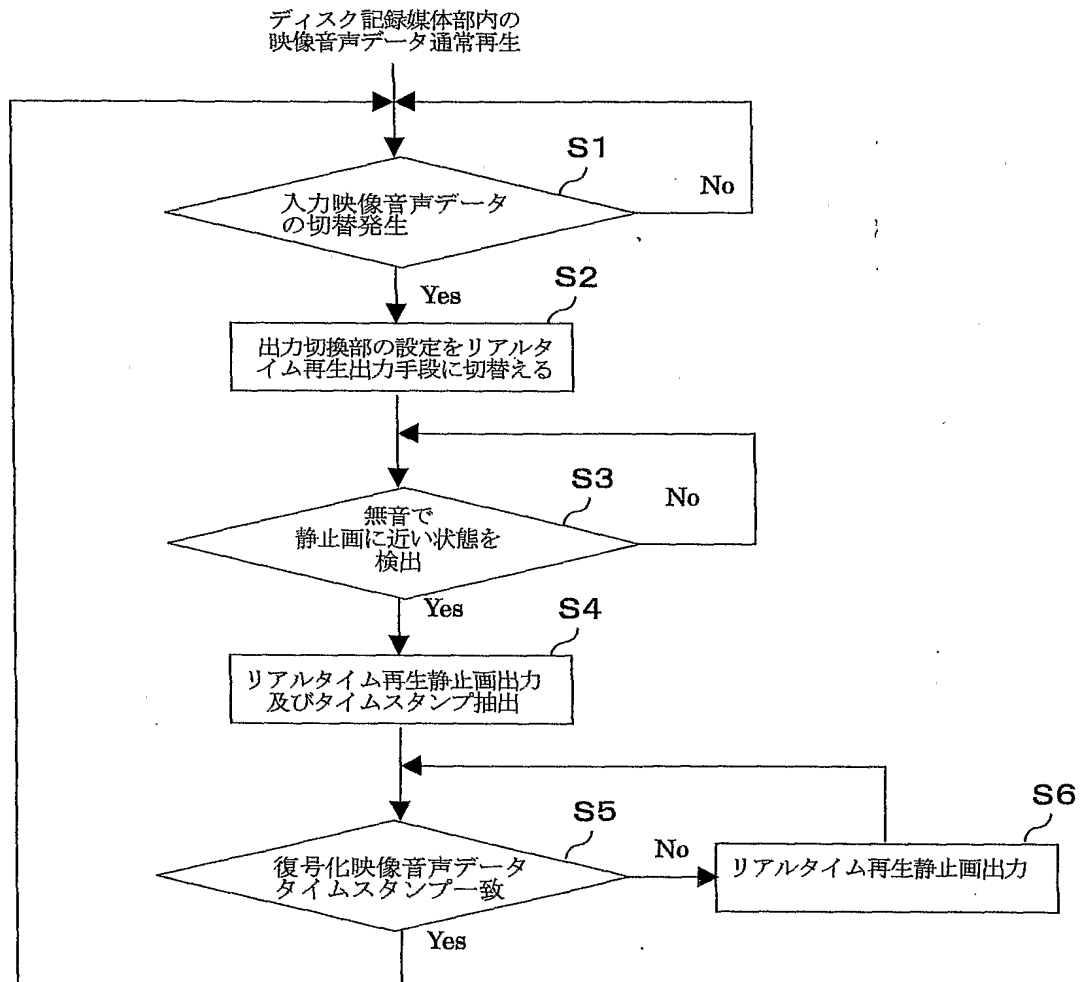 ディスク記録媒体部内の
映像音声データ通常再生
S1
No
入力映像音声データ
の切替発生
Yes
S2
出力切換部の設定をリアルタ
イム再生出力手段に切替える
S3
No
無音で
静止画に近い状態を
検出
Yes
S4
リアルタイム再生静止画出力
及びタイムスタンプ抽出
S5
S6
No
復号化映像音声データ
タイムスタンプ一致
リアルタイム再生静止画出力
Yes